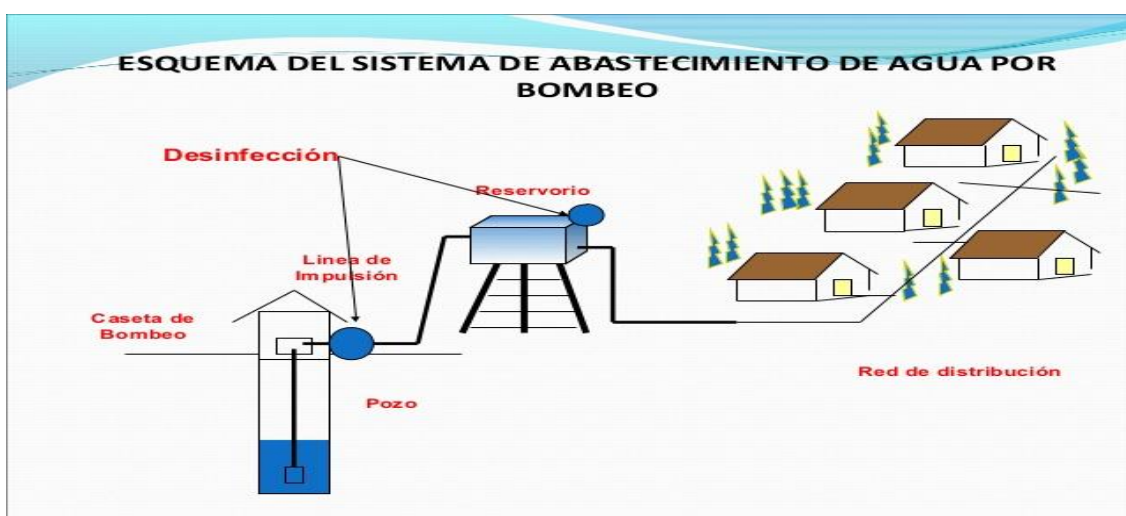 ESQUEMA DEL SISTEMA DE ABASTECIMIENTO DE AGUA POR
BOMBEO
Desinfección
Reservorio
Linea de
Impulsión
Caseta de
Bombeo
Red de distribución
Pozo